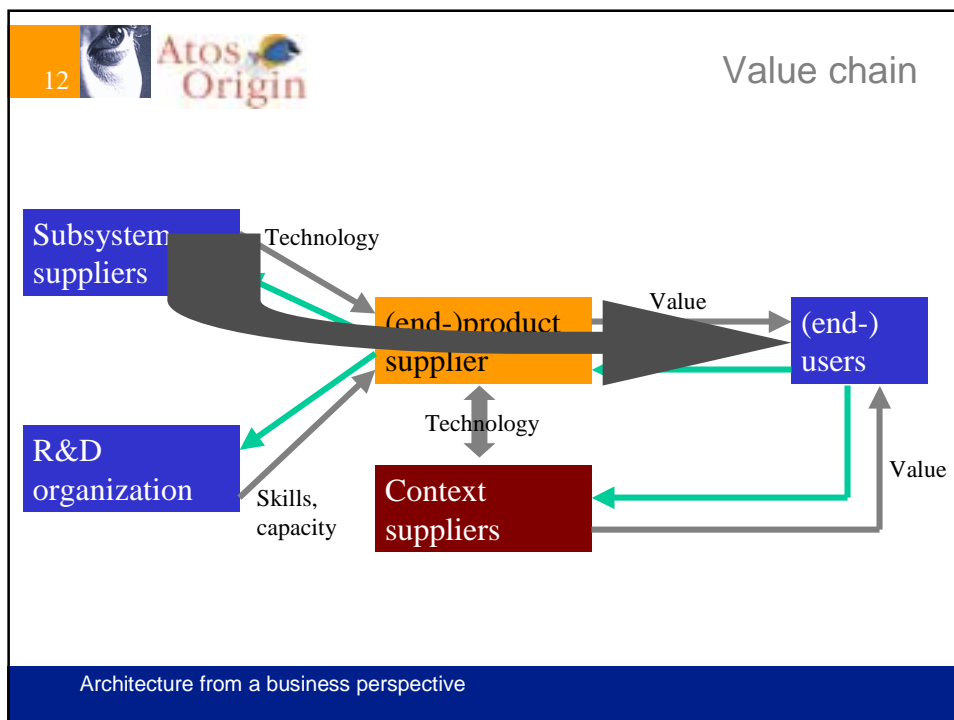 12
Atos
Origin
Value chain
Subsystem
suppliers
Technology
(end-)product
supplier
Value
(end-)
users
Technology
R&D
organization
Skills,
capacity
Context
suppliers
Value
Architecture from a business perspective